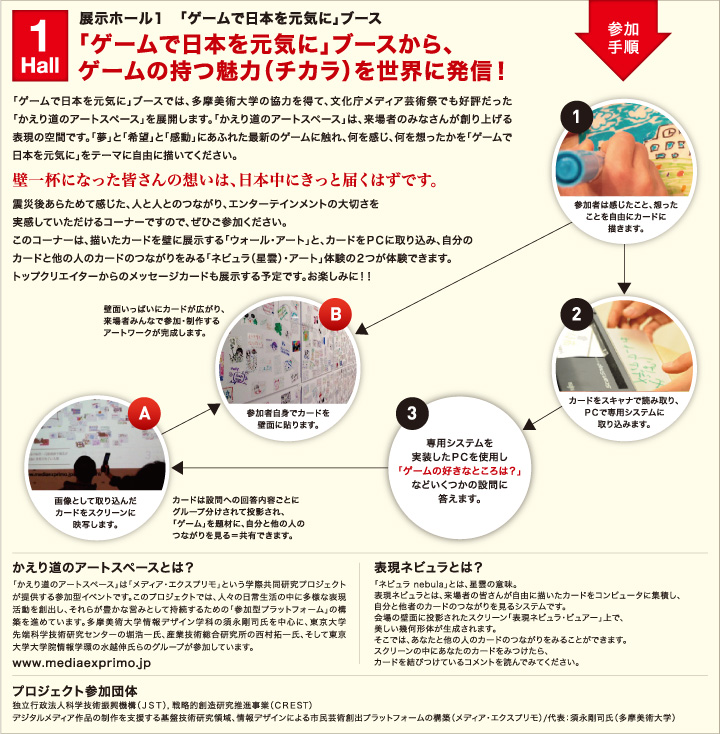 1
Hall
展示ホール1 「ゲームで日本を元気に」ブース
「ゲームで日本を元気に」ブースから、
ゲームの持つ魅力（チカラ）を世界に発信！
参加
手順
「ゲームで日本を元気に」ブースでは、多摩美術大学の協力を得て、文化庁メディア芸術祭でも好評だった
「かえり道のアートスペース」を展開します。「かえり道のアートスペース」は、来場者のみなさんが創り上げる
表現の空間です。「夢」と「希望」と「感動」にあふれた最新のゲームに触れ、何を感じ、何を想ったかを「ゲームで
日本を元気に」をテーマに自由に描いてください。
壁一杯になった皆さんの想いは、日本中にきっと届くはずです。
震災後あらためて感じた、人と人とのつながり、エンターテインメントの大切さを
実感していただけるコーナーですので、ぜひご参加ください。
このコーナーは、描いたカードを壁に展示する「ウォール・アート」と、カードをPCに取り込み、自分の
カードと他の人のカードのつながりをみる「ネビュラ（星雲）・アート」体験の2つが体験できます。
トップクリエイターからのメッセージカードも展示する予定です。お楽しみに！！
1
参加者は感じたこと、想った
ことを自由にカードに
描きます。
2
カードをスキャナで読み取り、
PCで専用システムに
取り込みます。
3
専用システムを
実装したPCを使用し
「ゲームの好きなところは？」
などいくつかの設問に
答えます。
壁面いっぱいにカードが広がり、
来場者みんなで参加・制作する
アートワークが完成します。
B
参加者自身でカードを
壁面に貼ります。
A
画像として取り込んだ
カードをスクリーンに
映写します。
カードは設問への回答内容ごとに
グループ分けされて投影され、
「ゲーム」を題材に、自分と他の人の
つながりを見る＝共有できます。
かえり道のアートスペースとは？
「かえり道のアートスペース」は「メディア・エクスプリモ」という学際共同研究プロジェクト
が提供する参加型イベントです。このプロジェクトでは、人々の日常生活の中に多様な表現
活動を創出し、それらが豊かな営みとして持続するための「参加型プラットフォーム」の構
築を進めています。多摩美術大学情報デザイン学科の須永剛司氏を中心に、東京大学
先端科学技術研究センターの堀浩一氏、産業技術総合研究所の西村拓一氏、そして東京
大学大学院情報学環の水越伸氏らのグループが参加しています。
www.mediaexprimo.jp
表現ネビュラとは？
「ネビュラ nebula」とは、星雲の意味。
表現ネビュラとは、来場者の皆さんが自由に描いたカードをコンピュータに集積し、
自分と他者のカードのつながりを見るシステムです。
会場の壁面に投影されたスクリーン「表現ネビュラ・ビュアー」上で、
美しい幾何形体が生成されます。
そこでは、あなたと他の人のカードのつながりをみることができます。
スクリーンの中にあなたのカードをみつけたら、
カードを結びつけているコメントを読んでみてください。
プロジェクト参加団体
独立行政法人科学技術振興機構（JST）, 戦略的創造研究推進事業（CREST）
デジタルメディア作品の制作を支援する基盤技術研究領域、情報デザインによる市民芸術創出プラットフォームの構築（メディア・エクスプリモ）/代表：須永剛司氏（多摩美術大学）